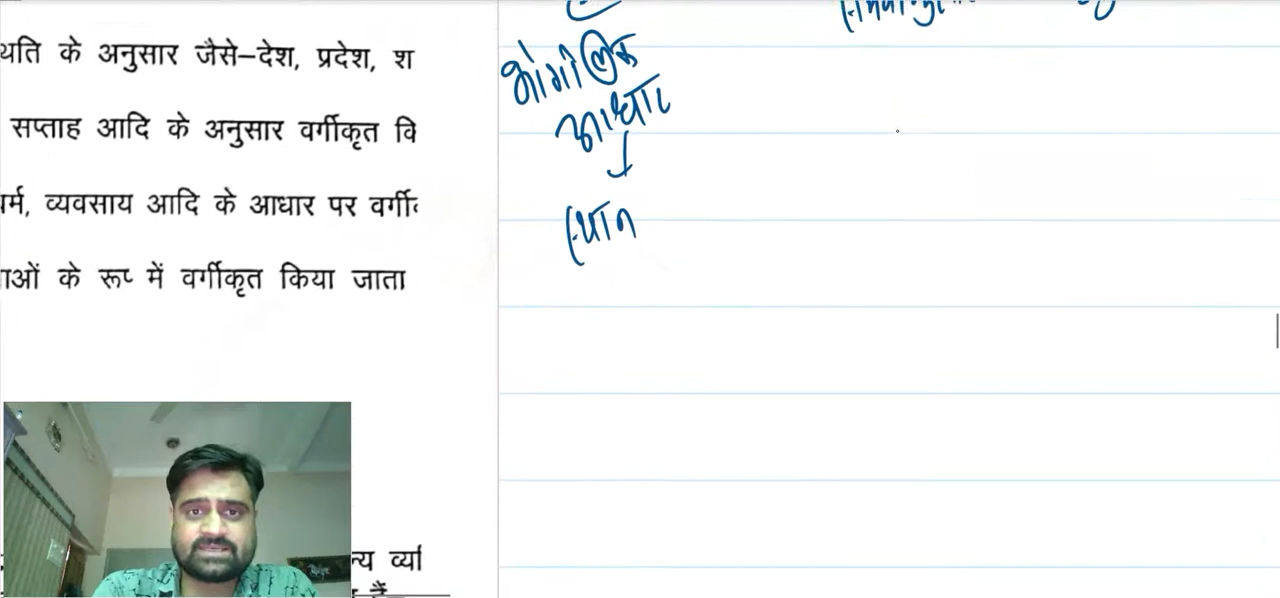 थति के अनुसार जैसे–देश, प्रदेश, श
सप्ताह आदि के अनुसार वर्गीकृत वि
र्म, व्यवसाय आदि के आधार पर वर्गी
ाओं के रूप में वर्गीकृत किया जाता
न्य व्य
भौगोलिक
आधार
↓
स्थान